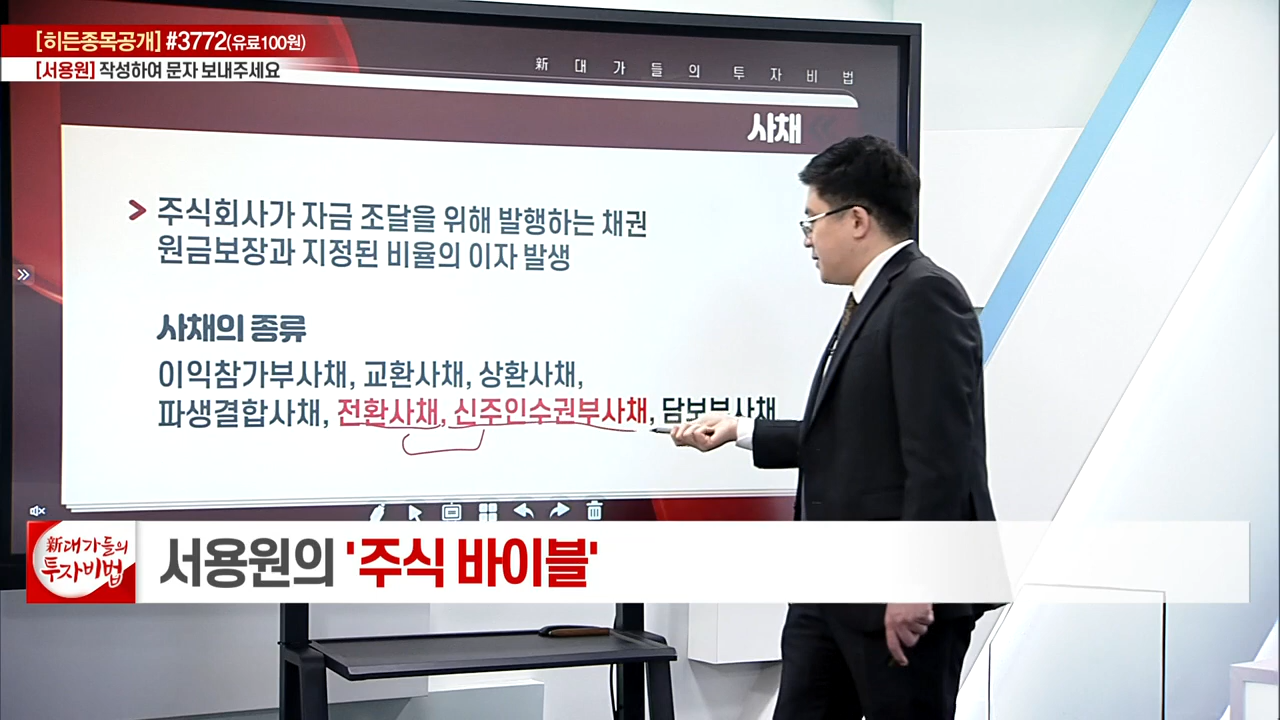 [히든종목공개] #3772(유료100원)
[서용원] 작성하여 문자 보내주세요
新 대 가 들 의 투 자 비 법
사채
주식회사가 자금 조달을 위해 발행하는 채권
원금보장과 지정된 비율의 이자 발생
사채의 종류
이익참가부사채, 교환사채, 상환사채,
파생결합사채, 전환사채, 신주인수권부사채, 담보부사채
新대가들의
투자비법
서용원의 '주식 바이블'